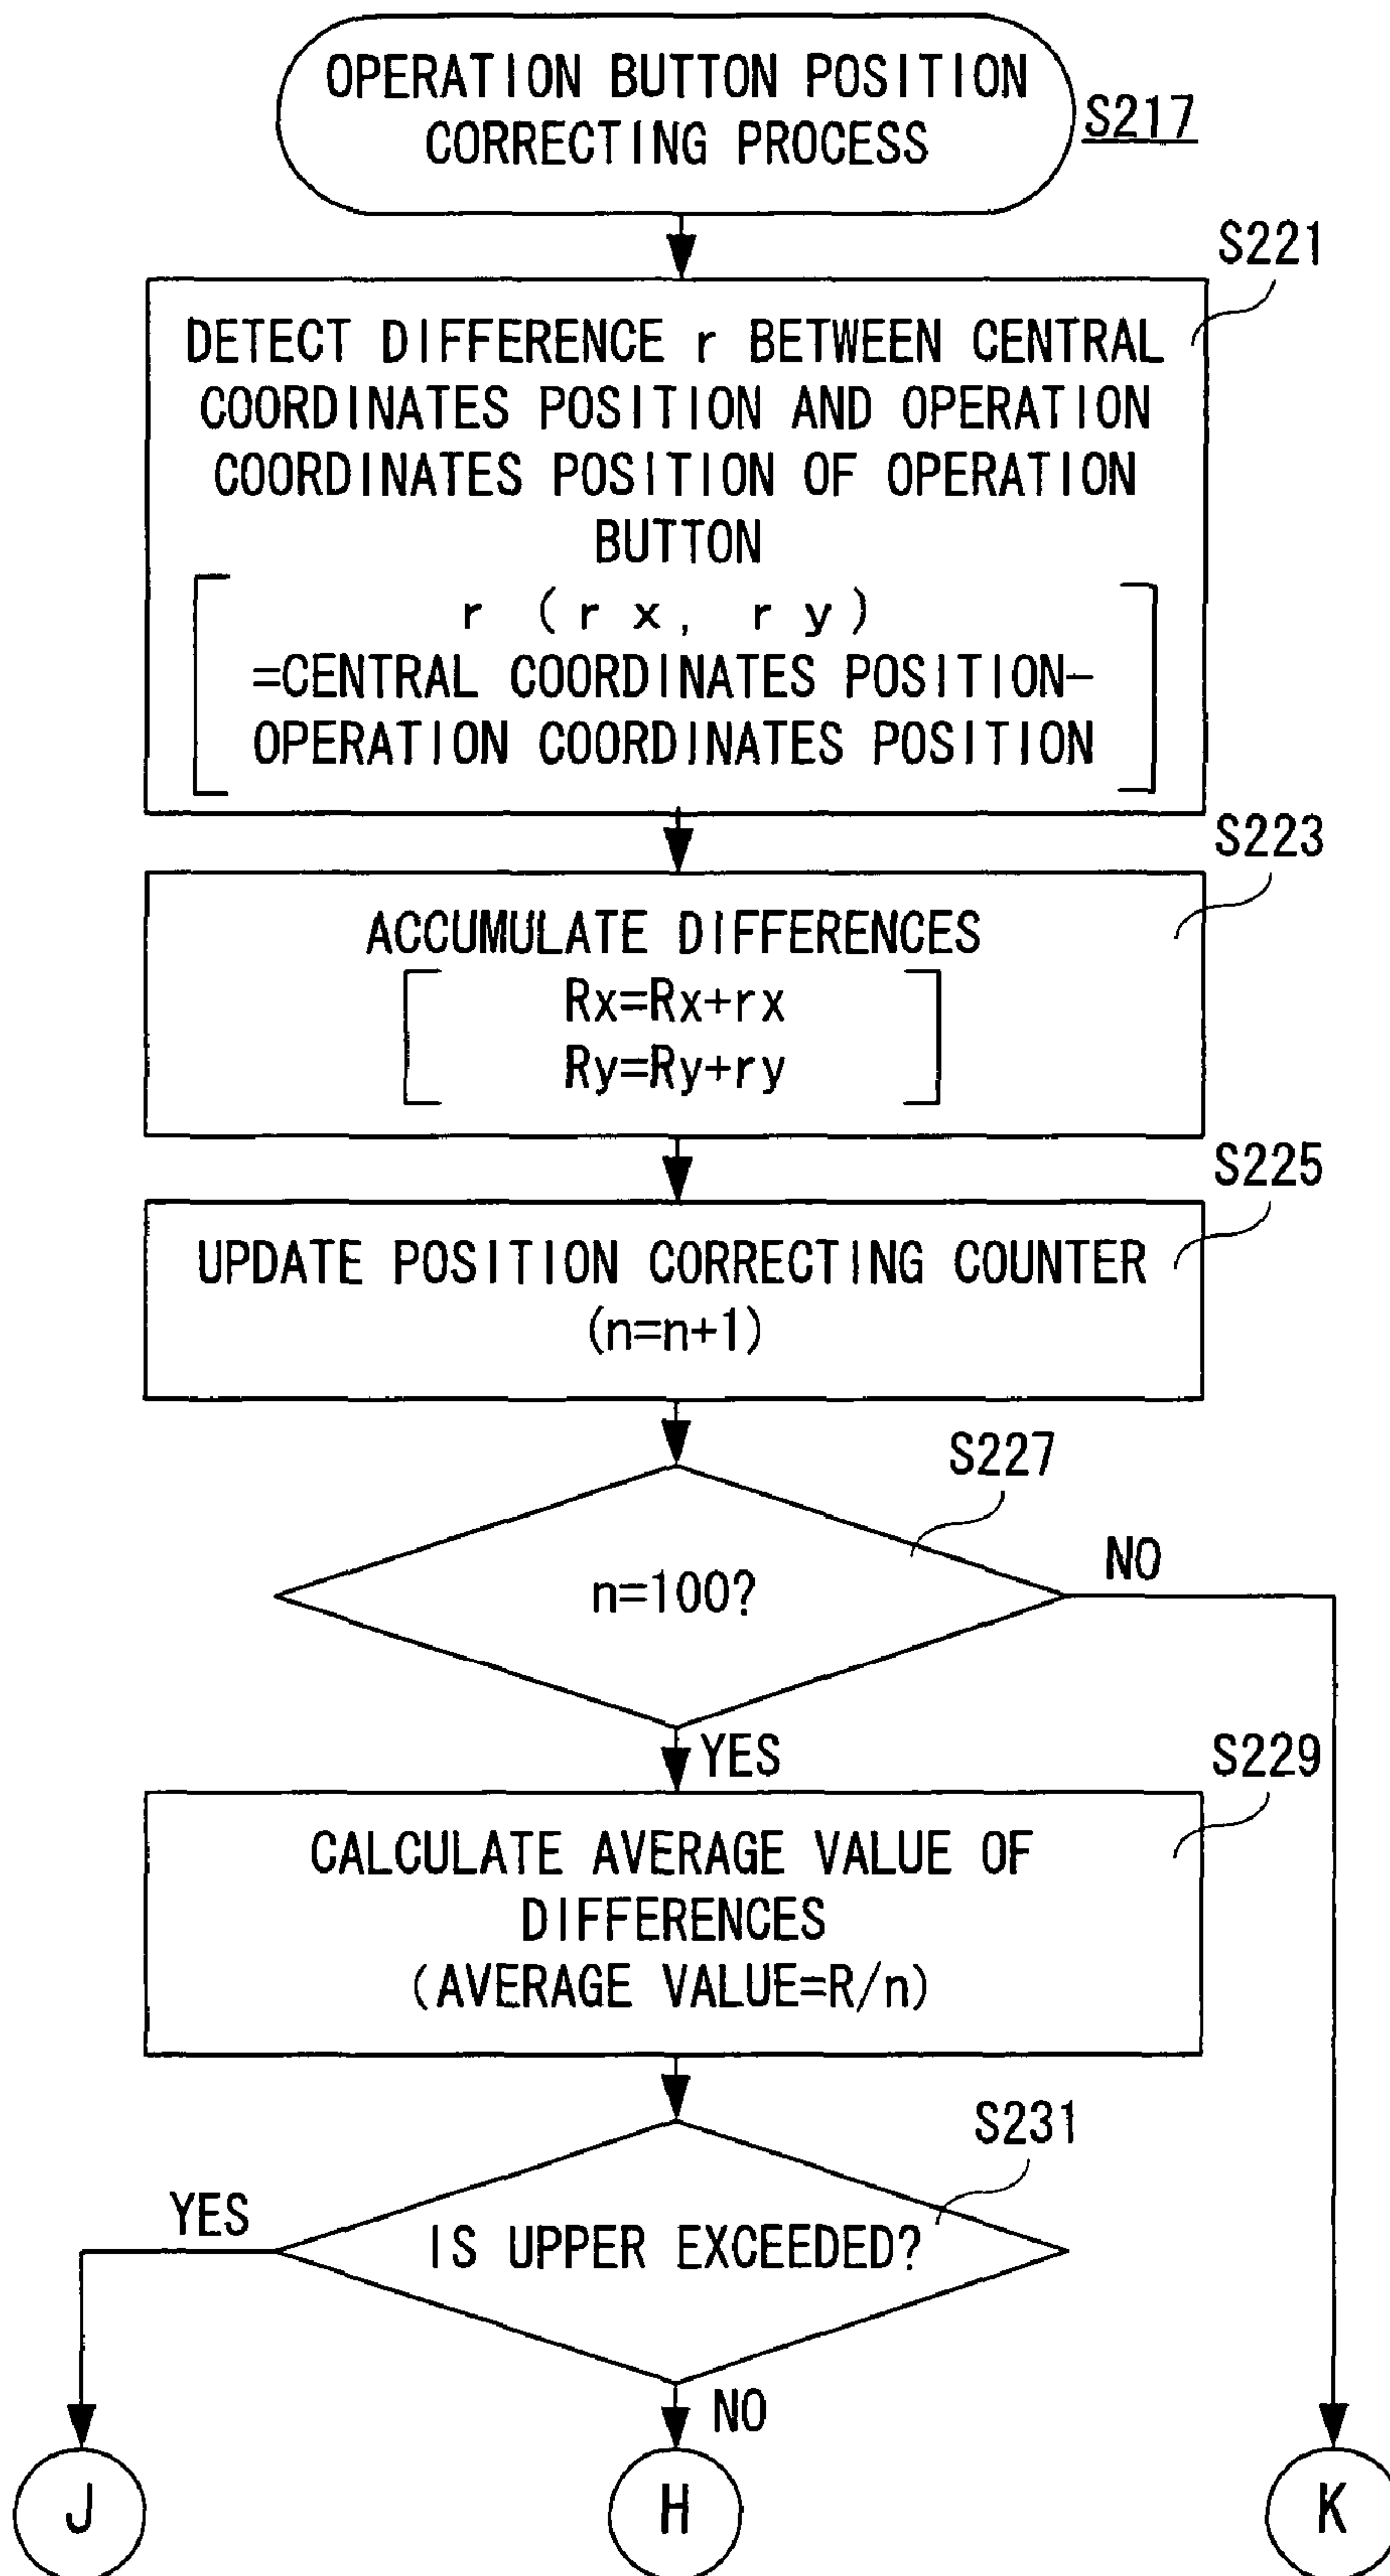 OPERATION BUTTON POSITION
CORRECTING PROCESS
S217
S221
DETECT DIFFERENCE r BETWEEN CENTRAL
COORDINATES POSITION AND OPERATION
COORDINATES POSITION OF OPERATION
BUTTON
r (rx, ry)
=CENTRAL COORDINATES POSITION-
OPERATION COORDINATES POSITION
S223
ACCUMULATE DIFFERENCES
Rx=Rx+rx
Ry=Ry+ry
S225
UPDATE POSITION CORRECTING COUNTER
(n=n+1)
S227
n=100?
NO
YES
S229
CALCULATE AVERAGE VALUE OF
DIFFERENCES
(AVERAGE VALUE=R/n)
S231
YES
IS UPPER EXCEEDED?
NO
J
H
K